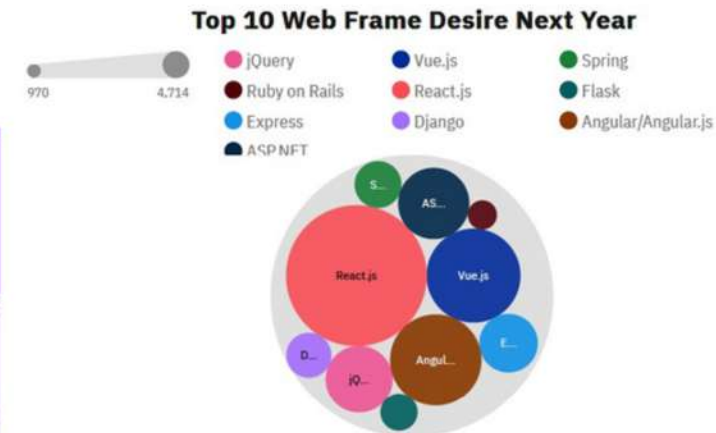 Top 10 Web Frame Desire Next Year
970 4,714
jQuery Vue.js Spring
Ruby on Rails React.js Flask
Express Django Angular/Angular.js
ASP.NET
S...
AS...
React.js Vue.js
E...
D... Angul...
jQ...